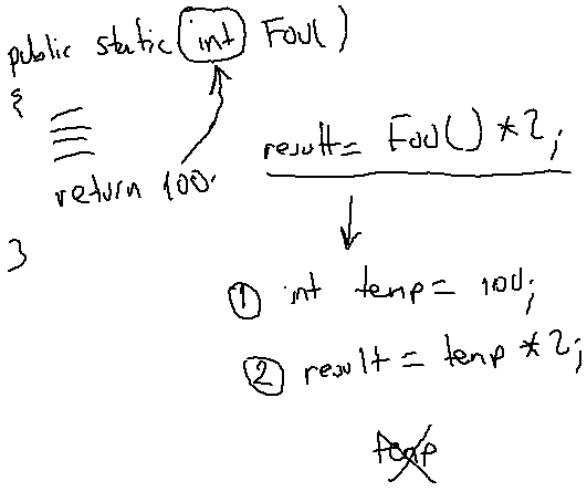 public static int Foo()
{
return 100;
}
result = Foo() * 2;
① int temp = 100;
② result = temp * 2;
temp